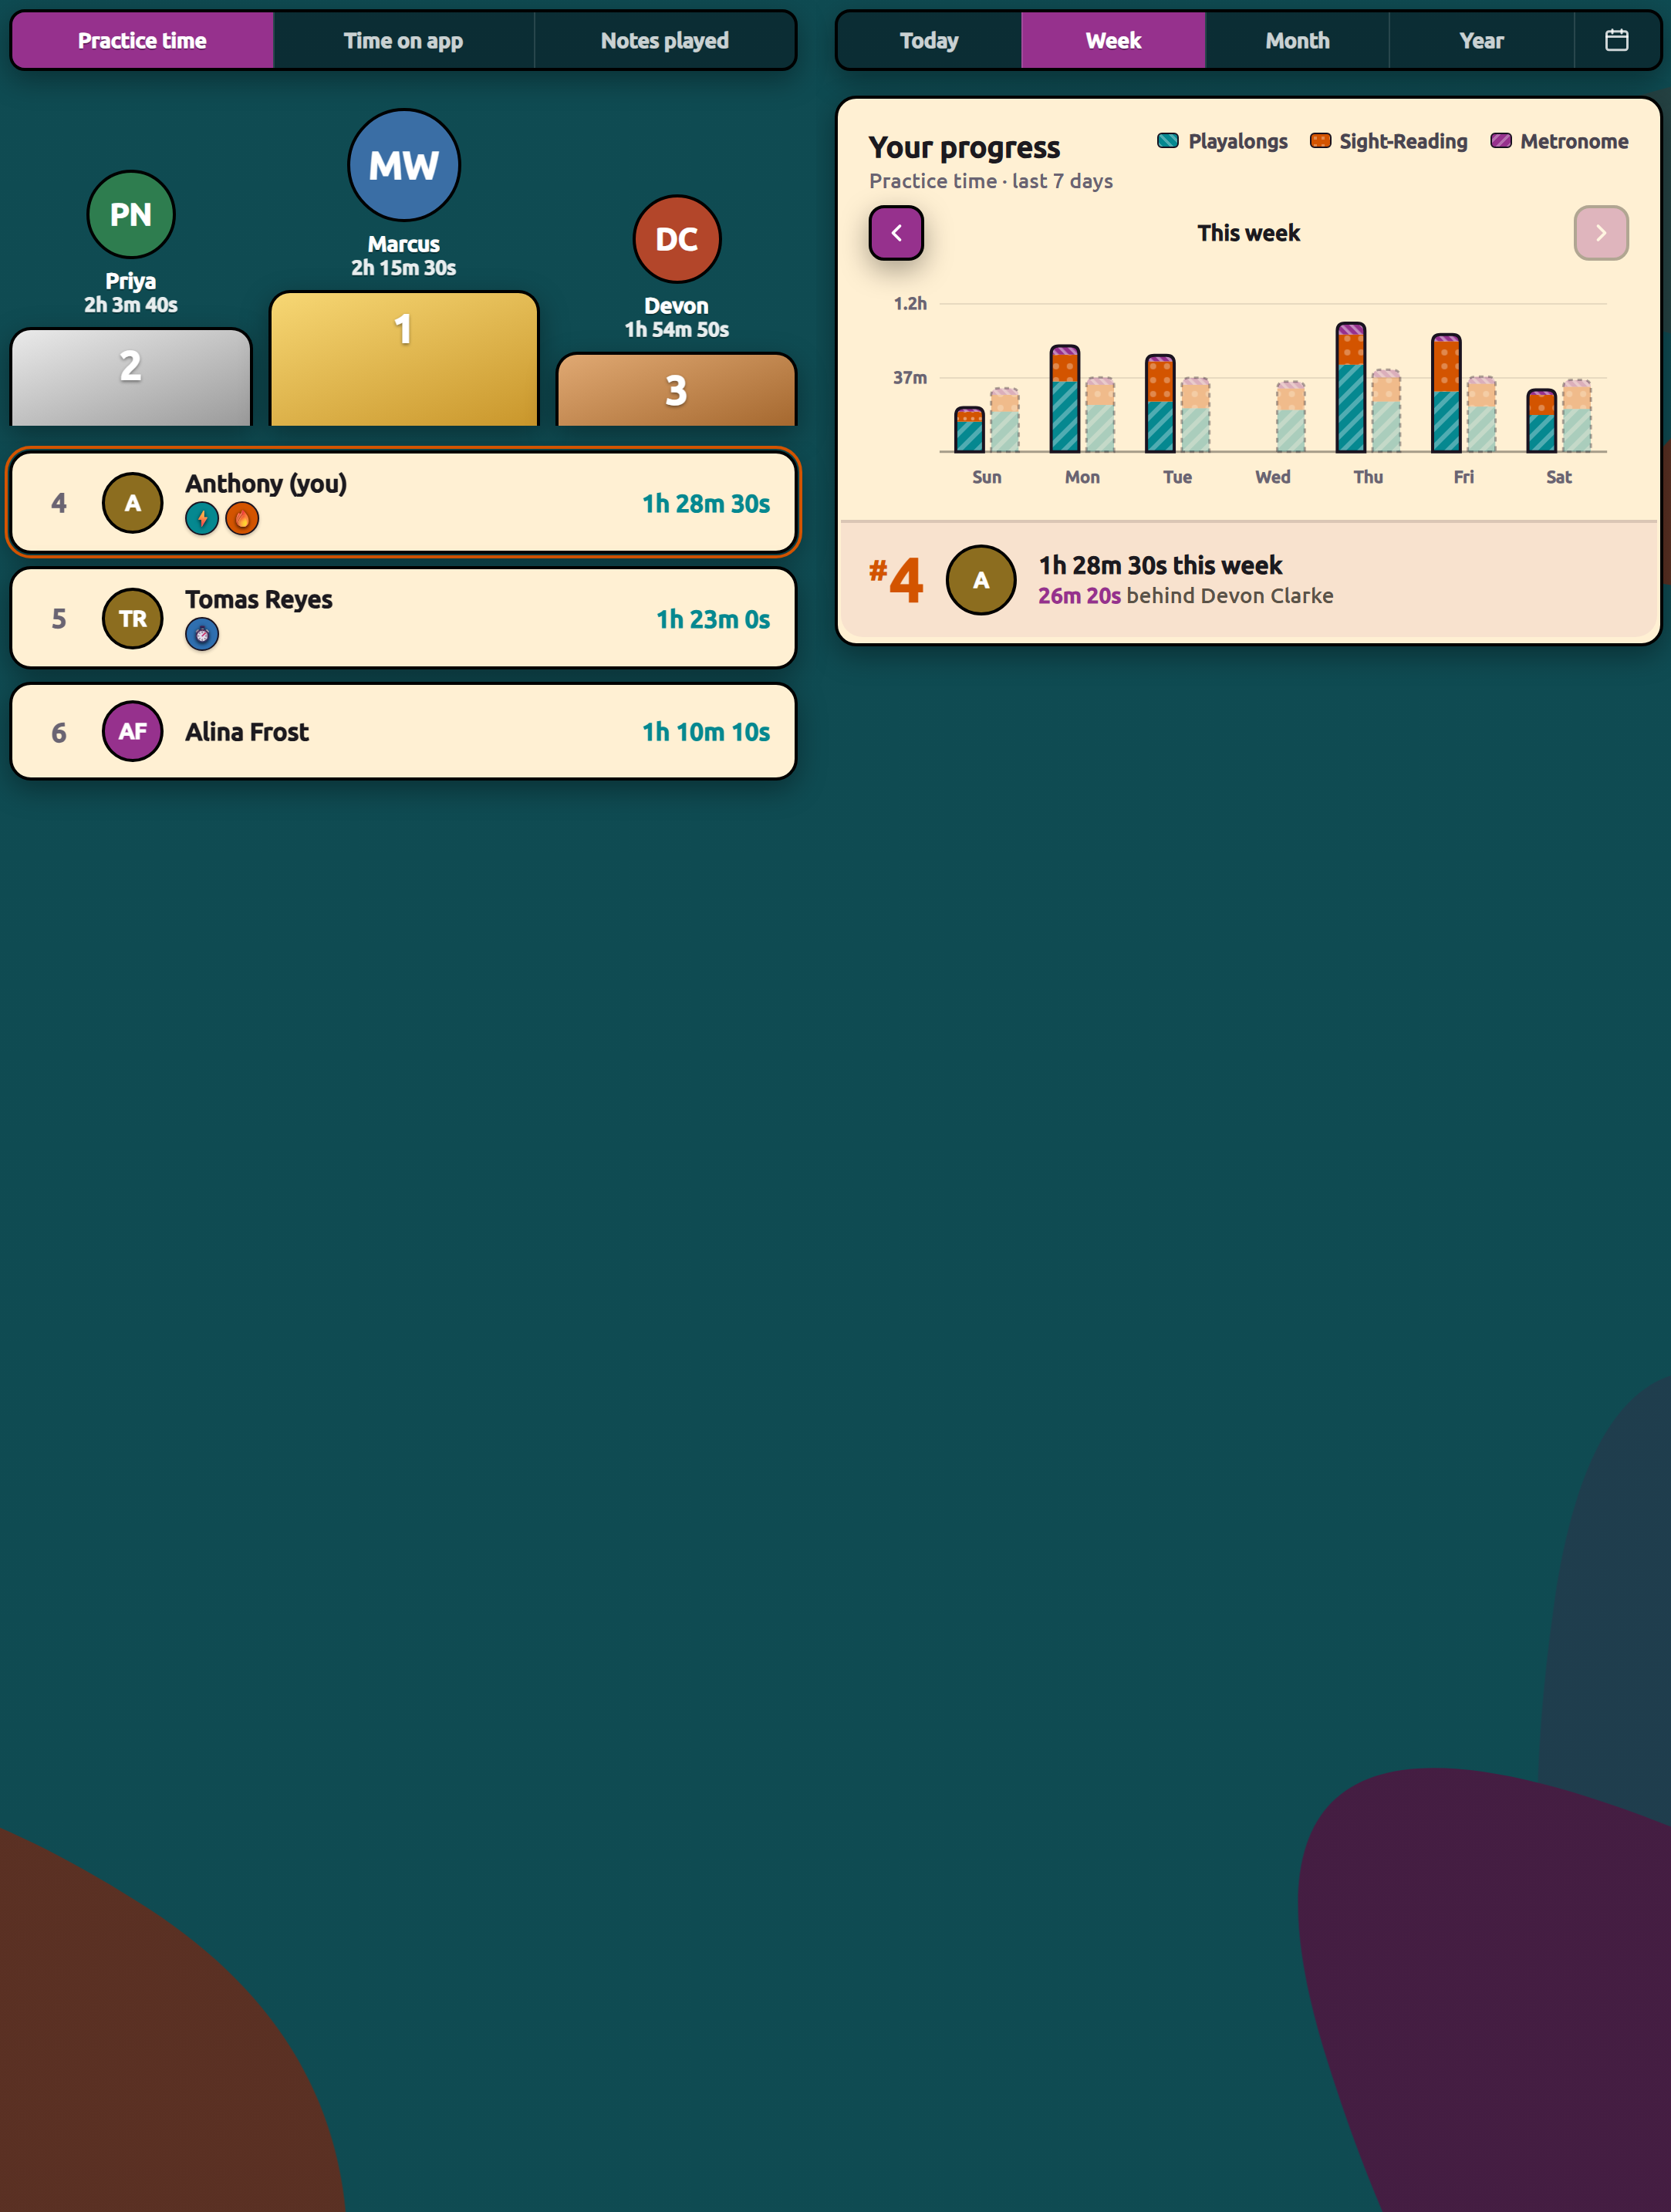 Practice time
Time on app
Notes played
MW
Marcus
2h 15m 30s
PN
Priya
2h 3m 40s
DC
Devon
1h 54m 50s
1
2
3
4
A
Anthony (you)
1h 28m 30s
5
TR
Tomas Reyes
1h 23m 0s
6
AF
Alina Frost
1h 10m 10s
Today
Week
Month
Year
Your progress
Practice time · last 7 days
Playalongs
Sight-Reading
Metronome
This week
1.2h
37m
Sun
Mon
Tue
Wed
Thu
Fri
Sat
#4
A
1h 28m 30s this week
26m 20s behind Devon Clarke